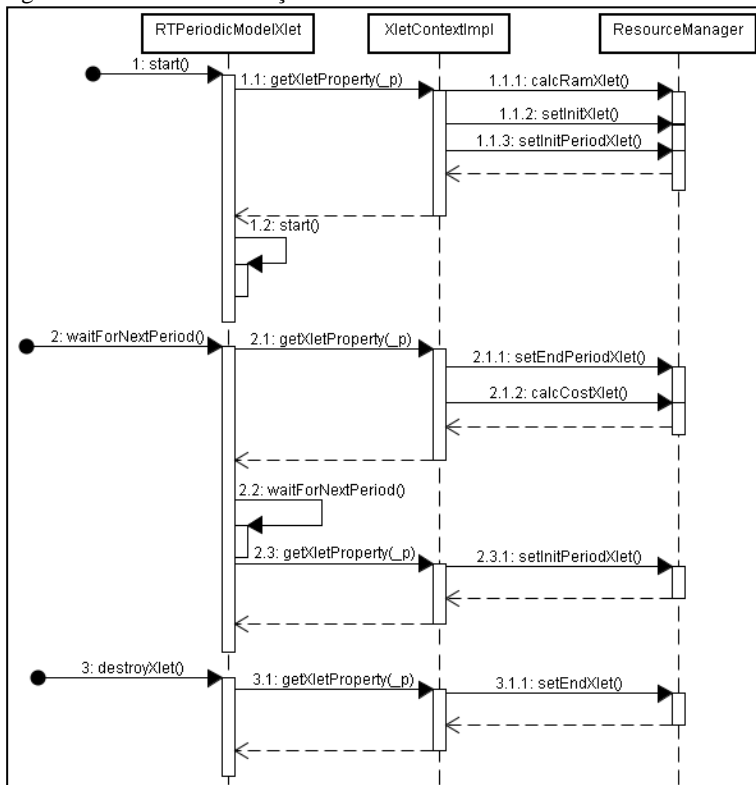 RTPeriodicModelXlet
XletContextImpl
ResourceManager
1: start()
1.1: getXletProperty(_p)
1.1.1: calcRamXlet()
1.1.2: setInitXlet()
1.1.3: setInitPeriodXlet()
1.2: start()
2: waitForNextPeriod()
2.1: getXletProperty(_p)
2.1.1: setEndPeriodXlet()
2.1.2: calcCostXlet()
2.2: waitForNextPeriod()
2.3: getXletProperty(_p)
2.3.1: setInitPeriodXlet()
3: destroyXlet()
3.1: getXletProperty(_p)
3.1.1: setEndXlet()